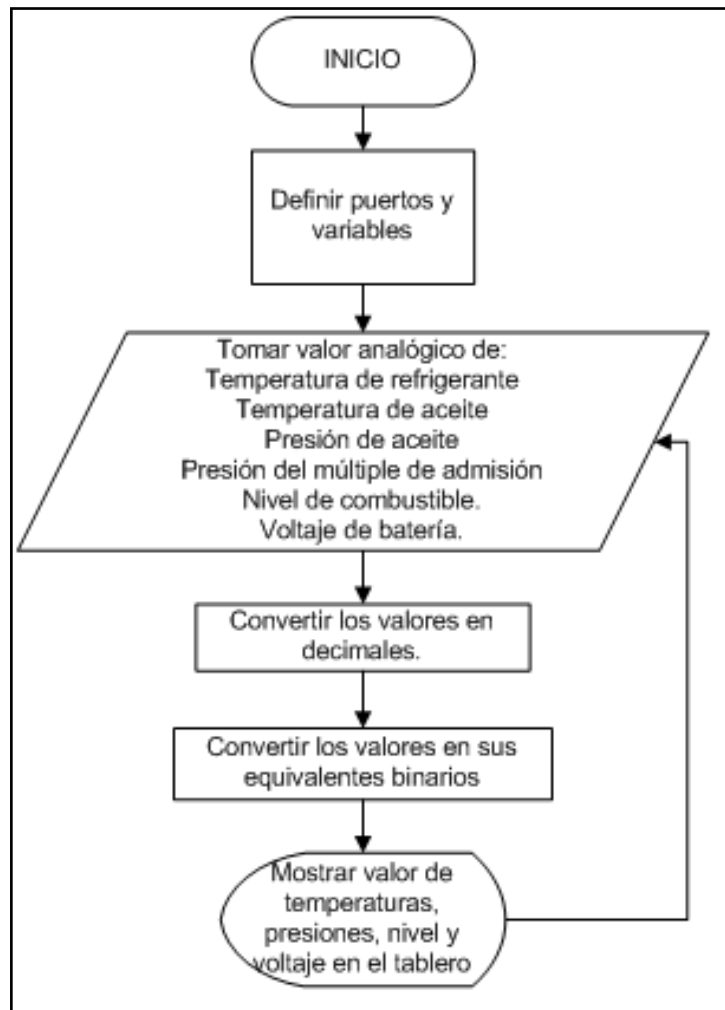 INICIO
Definir puertos y
variables
Tomar valor analógico de:
Temperatura de refrigerante
Temperatura de aceite
Presión de aceite
Presión del múltiple de admisión
Nivel de combustible.
Voltaje de batería.
Convertir los valores en
decimales.
Convertir los valores en sus
equivalentes binarios
Mostrar valor de
temperaturas,
presiones, nivel y
voltaje en el tablero